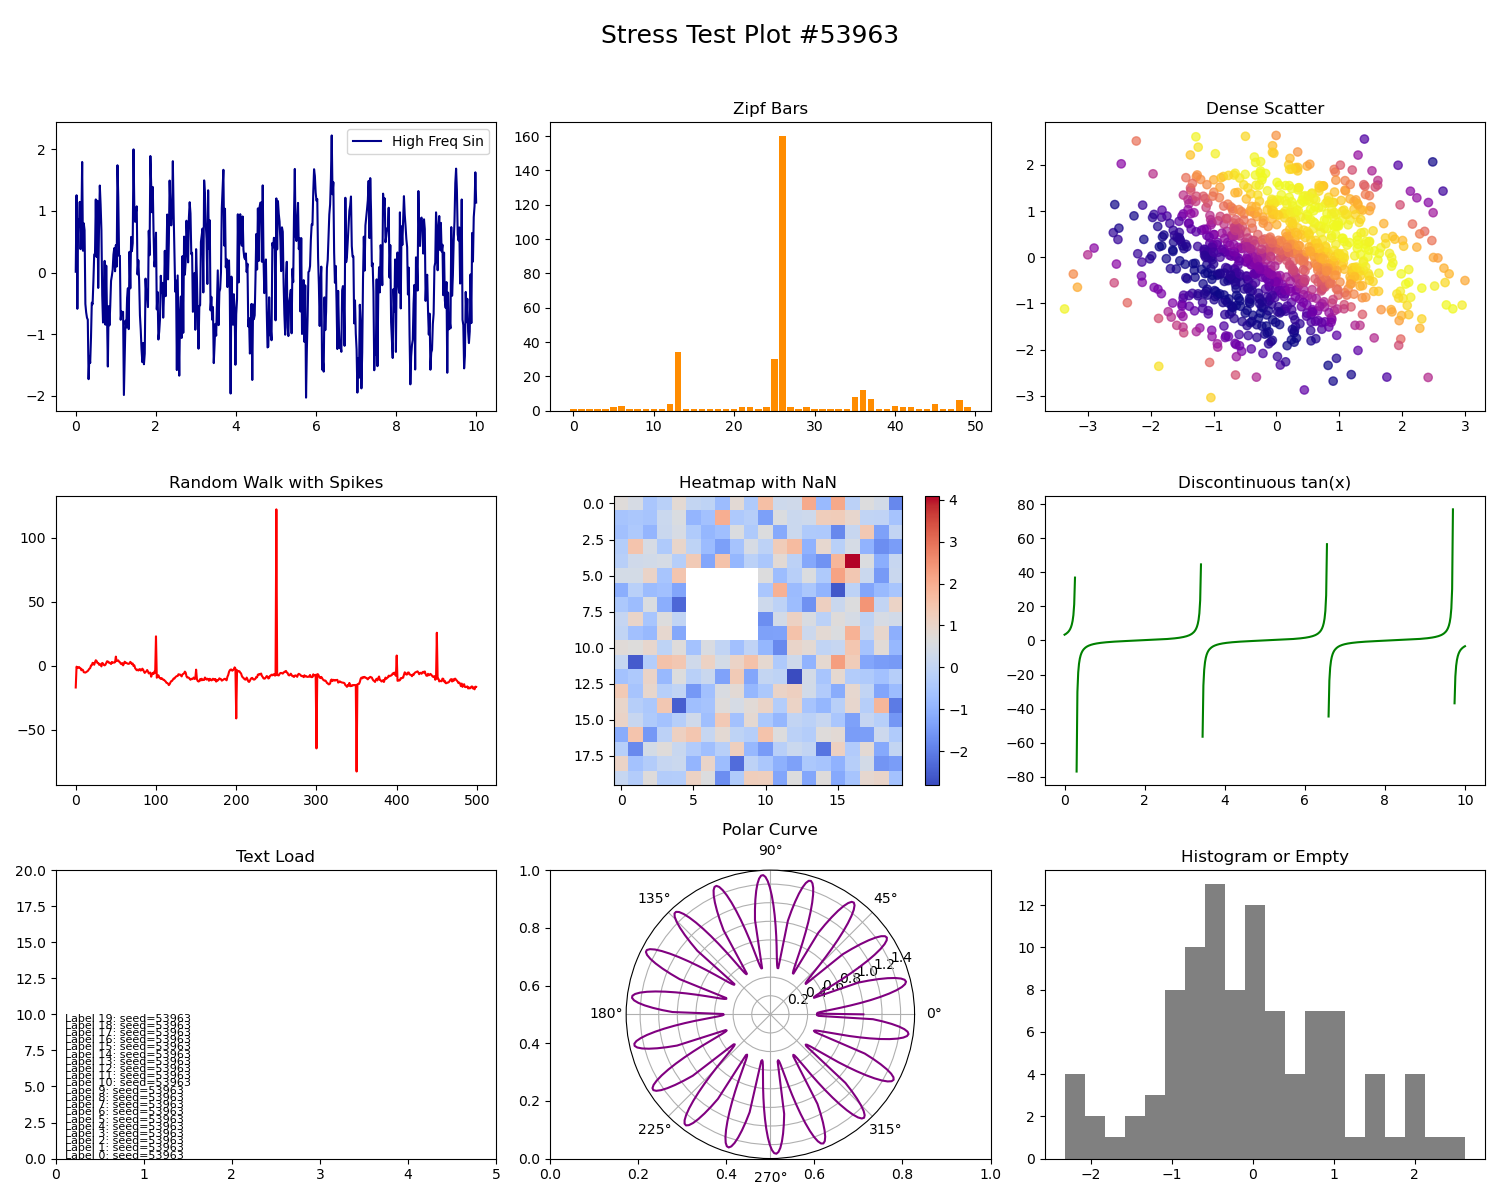 Stress Test Plot #53963
High Freq Sin
2
1
0
−1
−2
0 2 4 6 8 10
Zipf Bars
160
140
120
100
80
60
40
20
0
0 10 20 30 40 50
Dense Scatter
2
1
0
−1
−2
−3
−3 −2 −1 0 1 2 3
Random Walk with Spikes
100
50
0
−50
0 100 200 300 400 500
Heatmap with NaN
0.0
2.5
5.0
7.5
10.0
12.5
15.0
17.5
0 5 10 15
4
3
2
1
0
−1
−2
Discontinuous tan(x)
80
60
40
20
0
−20
−40
−60
−80
0 2 4 6 8 10
Text Load
20.0
17.5
15.0
12.5
10.0
7.5
5.0
2.5
0.0
Label 19: seed=53963
Label 18: seed=53963
Label 17: seed=53963
Label 16: seed=53963
Label 15: seed=53963
Label 14: seed=53963
Label 13: seed=53963
Label 12: seed=53963
Label 11: seed=53963
Label 10: seed=53963
Label 9: seed=53963
Label 8: seed=53963
Label 7: seed=53963
Label 6: seed=53963
Label 5: seed=53963
Label 4: seed=53963
Label 3: seed=53963
Label 2: seed=53963
Label 1: seed=53963
Label 0: seed=53963
0 1 2 3 4 5
Polar Curve
1.0
0.8
0.6
0.4
0.2
0.0
0.0 0.2 0.4 0.6 0.8 1.0
0°
45°
90°
135°
180°
225°
270°
315°
0.2
0.4
0.6
0.8
1.0
1.2
1.4
Histogram or Empty
12
10
8
6
4
2
0
−2 −1 0 1 2